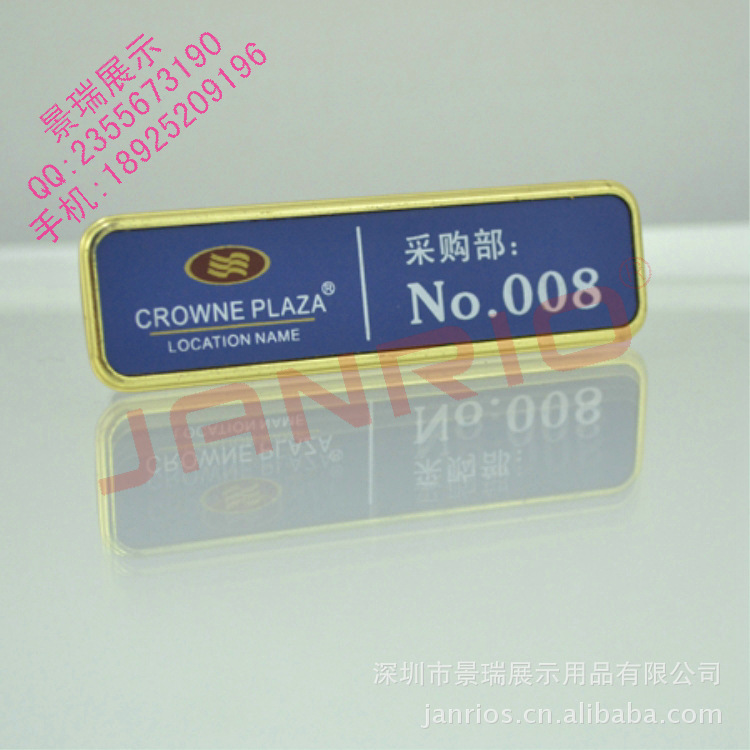 景瑞展示
QQ:2355673190
手机:18925209196
CROWNE PLAZA®
LOCATION NAME
采购部:
No.008
JANRIO®
深圳市景瑞展示用品有限公司
janrios.cn.alibaba.com